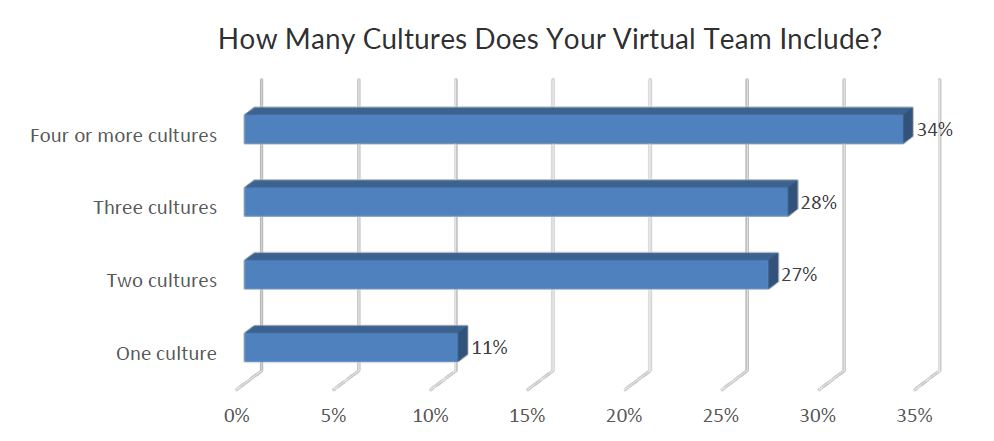 How Many Cultures Does Your Virtual Team Include?
Four or more cultures 34%
Three cultures 28%
Two cultures 27%
One culture 11%
0% 5% 10% 15% 20% 25% 30% 35%